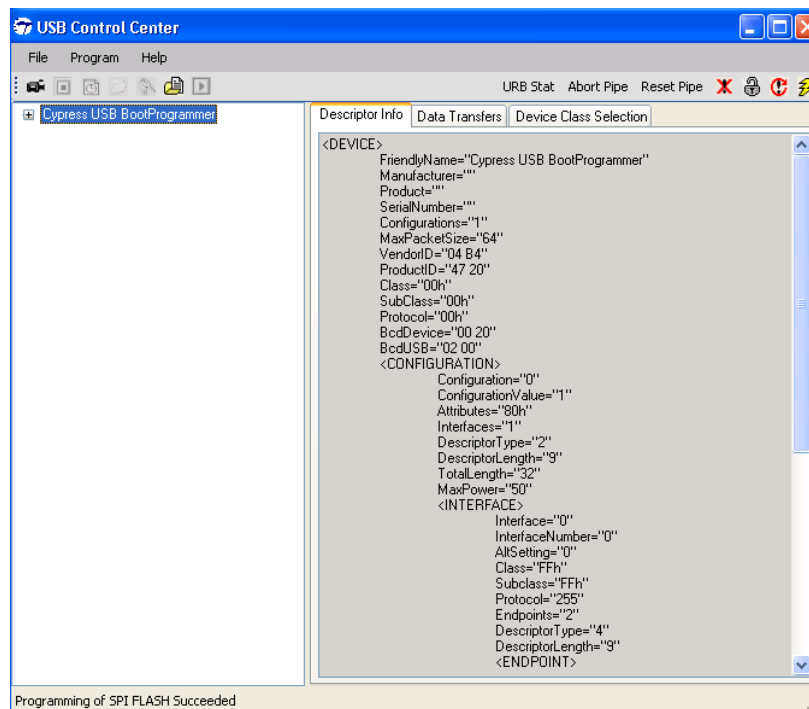 USB Control Center
File Program Help
URB Stat Abort Pipe Reset Pipe
Cypress USB BootProgrammer
Descriptor Info Data Transfers Device Class Selection
<DEVICE>
FriendlyName="Cypress USB BootProgrammer"
Manufacturer=""
Product=""
SerialNumber=""
Configurations="1"
MaxPacketSize="64"
VendorID="04 B4"
ProductID="47 20"
Class="00h"
SubClass="00h"
Protocol="00h"
BcdDevice="00 20"
BcdUSB="02 00"
<CONFIGURATION>
Configuration="0"
ConfigurationValue="1"
Attributes="80h"
Interfaces="1"
DescriptorType="2"
DescriptorLength="9"
TotalLength="32"
MaxPower="50"
<INTERFACE>
Interface="0"
InterfaceNumber="0"
AltSetting="0"
Class="FFh"
Subclass="FFh"
Protocol="255"
Endpoints="2"
DescriptorType="4"
DescriptorLength="9"
<ENDPOINT>
Programming of SPI FLASH Succeeded